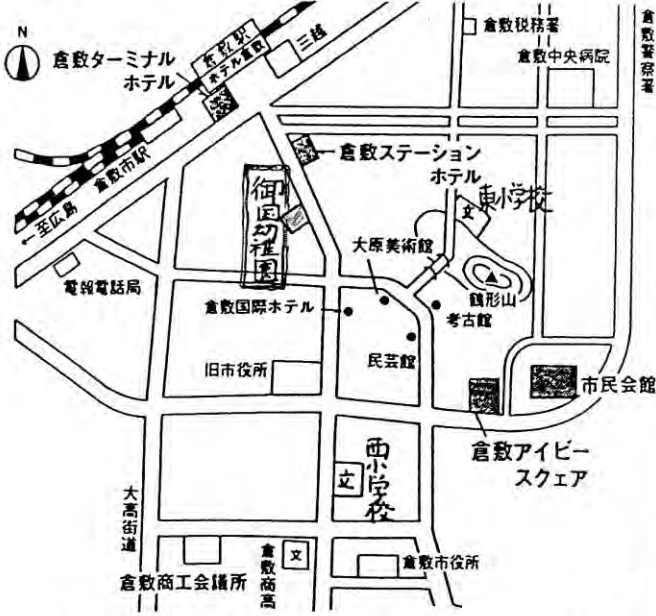 N
倉敷ターミナル
ホテル
倉敷駅
ホテル倉敷
三越
倉敷税務署
倉敷中央病院
倉敷警察署
倉敷市駅
←至広島
倉敷ステーション
ホテル
御国幼稚園
文
東小学校
大原美術館
電報電話局
倉敷国際ホテル
鶴形山
考古館
民芸館
旧市役所
市民会館
倉敷アイビー
スクェア
西小学校
文
大高街道
倉敷商工会議所
倉敷商高
文
倉敷市役所